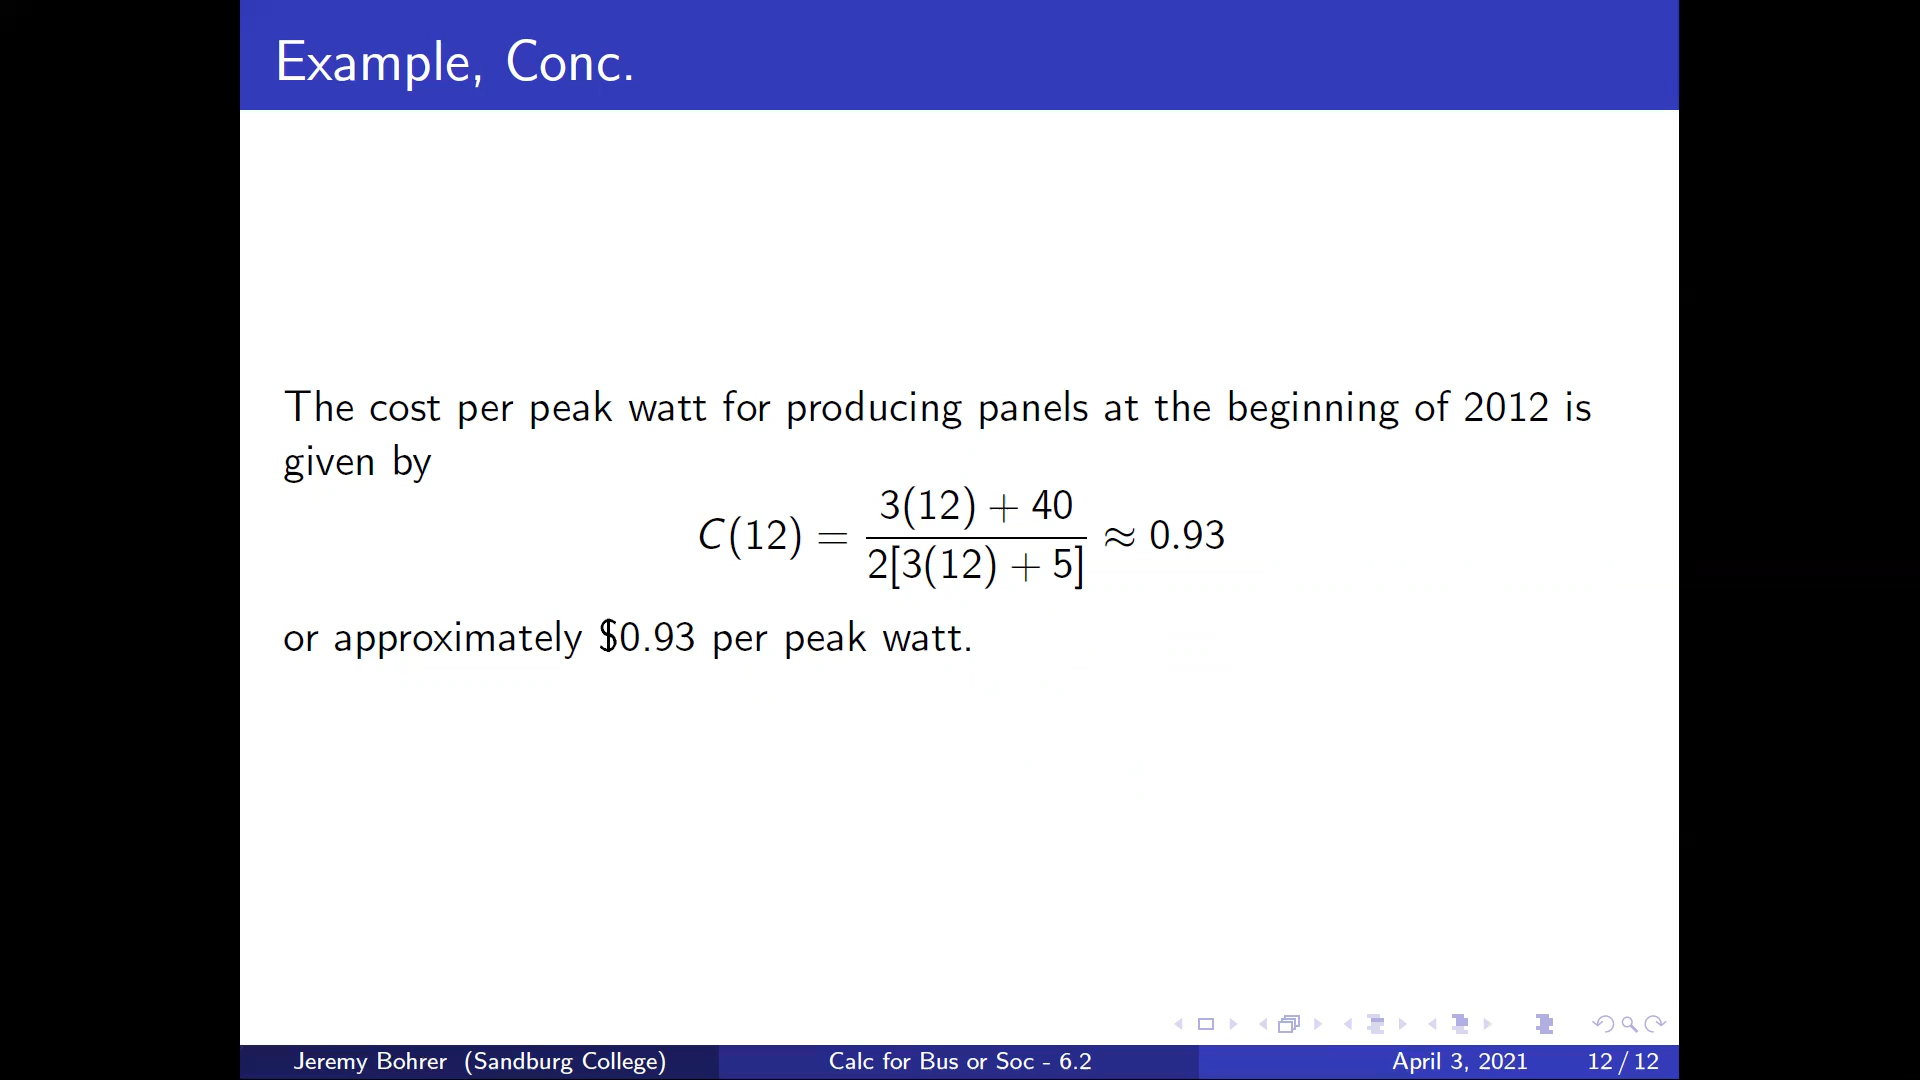 Example, Conc.
The cost per peak watt for producing panels at the beginning of 2012 is
given by
C(12) = \frac{3(12) + 40}{2[3(12) + 5]} ≈ 0.93
or approximately $0.93 per peak watt.
Jeremy Bohrer (Sandburg College) Calc for Bus or Soc - 6.2 April 3, 2021 12 / 12